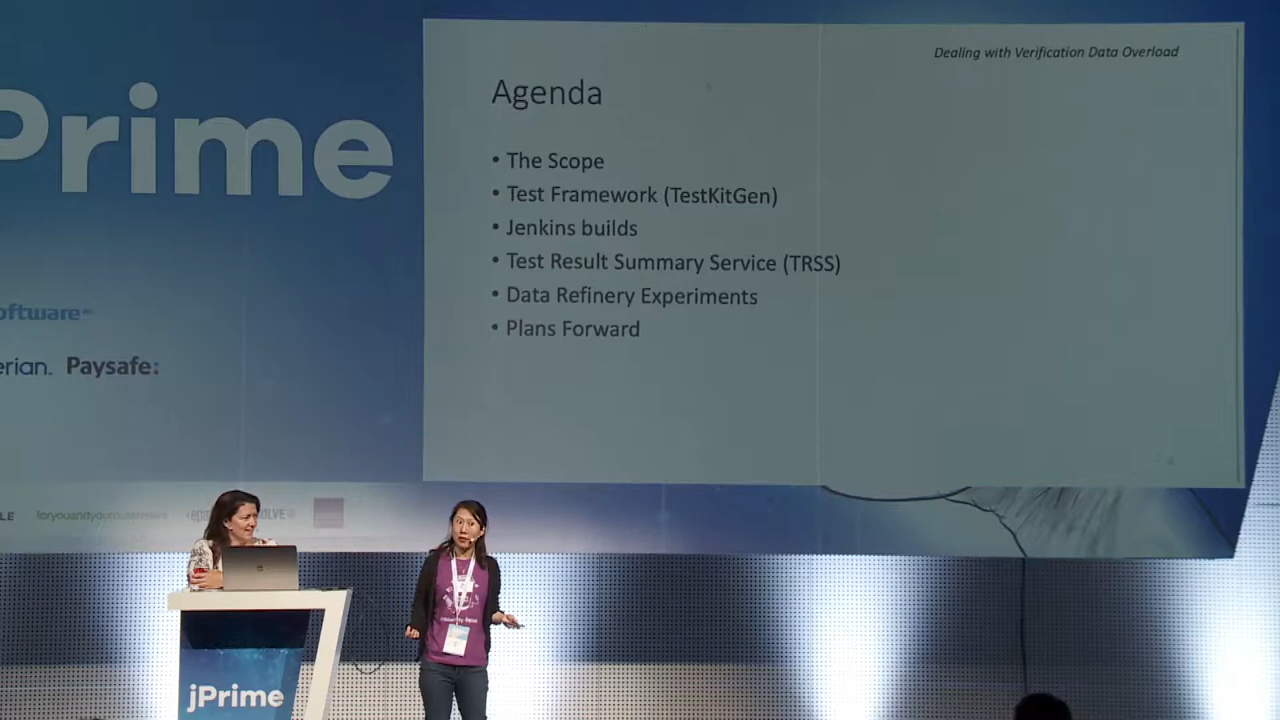 Prime
Dealing with Verification Data Overload
Agenda
• The Scope
• Test Framework (TestKitGen)
• Jenkins builds
• Test Result Summary Service (TRSS)
• Data Refinery Experiments
• Plans Forward
oftware
erian. Paysafe:
LE
jPrime